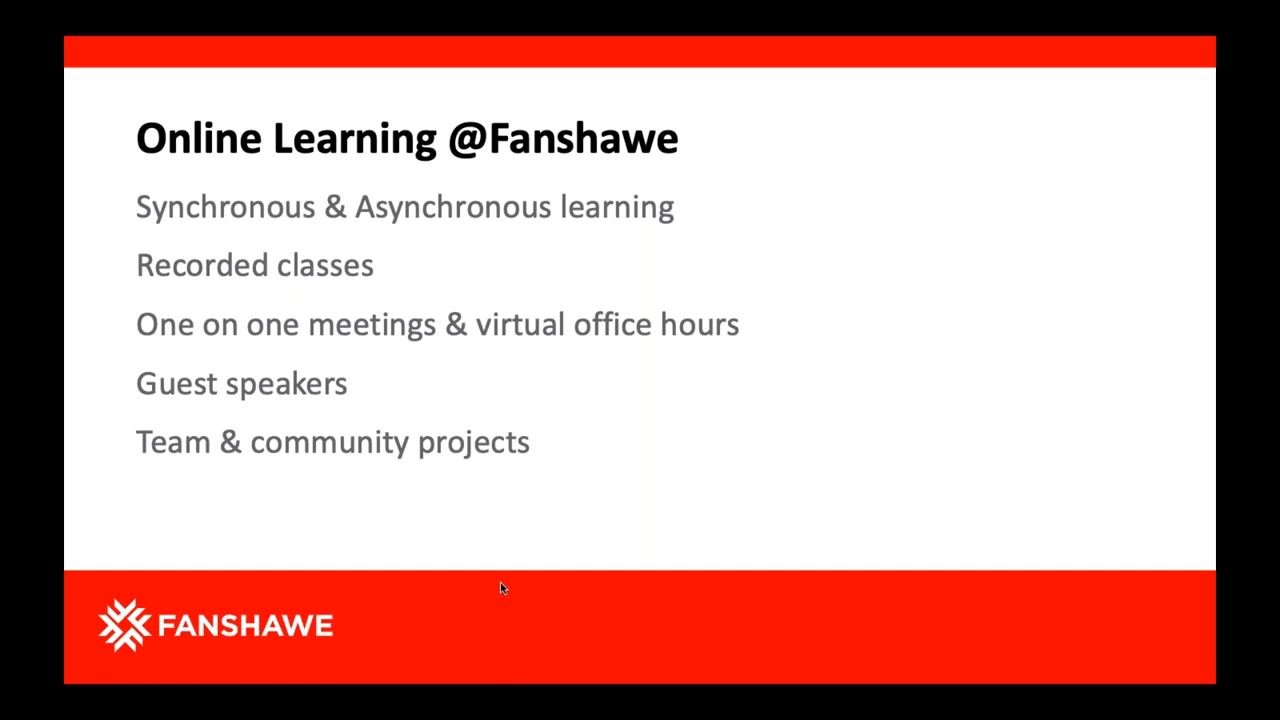 Online Learning @Fanshawe
Synchronous & Asynchronous learning
Recorded classes
One on one meetings & virtual office hours
Guest speakers
Team & community projects
FANSHAWE